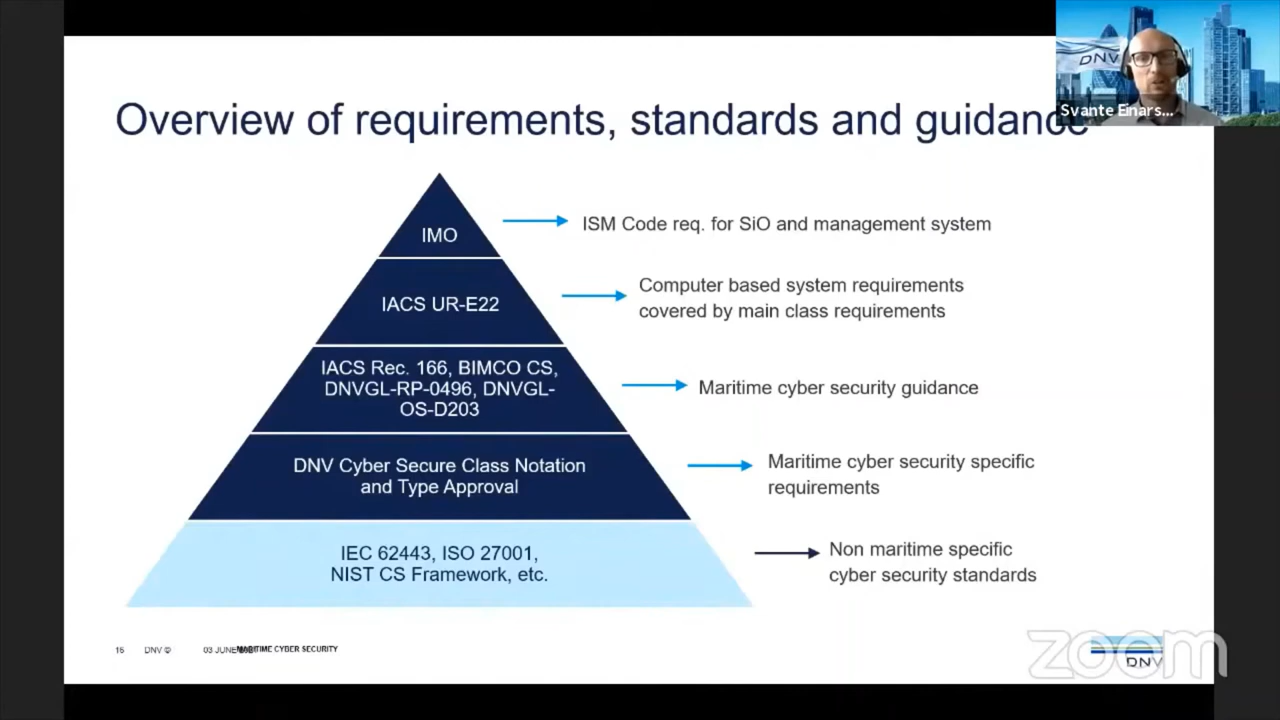 DNV
Svante Einars...
Overview of requirements, standards and guidance
IMO
ISM Code req. for SiO and management system
IACS UR-E22
Computer based system requirements
covered by main class requirements
IACS Rec. 166, BIMCO CS,
DNVGL-RP-0496, DNVGL-
OS-D203
Maritime cyber security guidance
DNV Cyber Secure Class Notation
and Type Approval
Maritime cyber security specific
requirements
IEC 62443, ISO 27001,
NIST CS Framework, etc.
Non maritime specific
cyber security standards
16 DNV © 03 JUNE MARITIME CYBER SECURITY
zoom
DNV